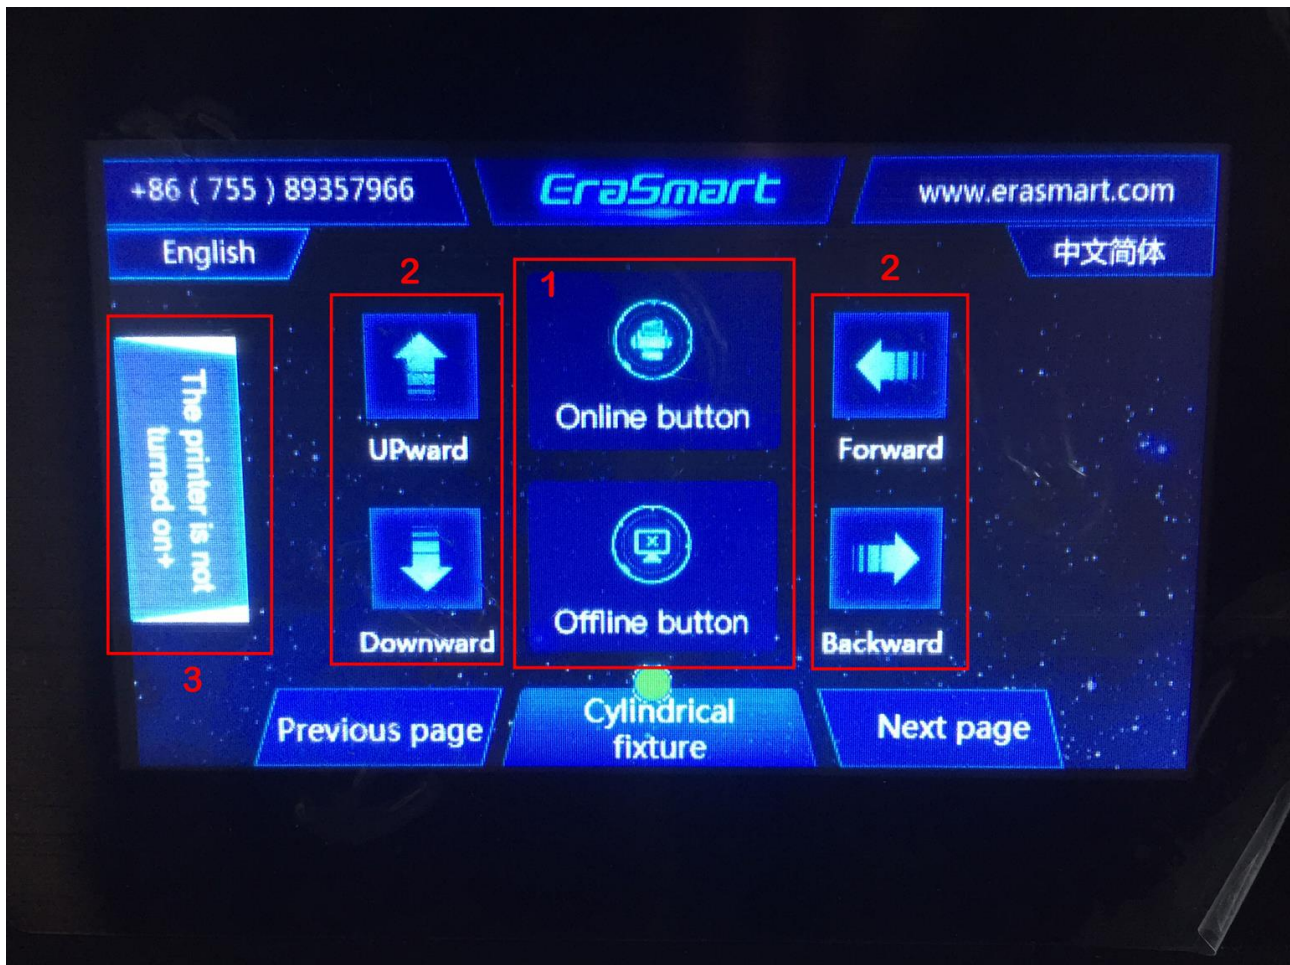 +86 ( 755 ) 89357966
EraSmart
www.erasmart.com
English
中文简体
2
1
2
The printer is not
turned on+
3
UPward
Downward
Online button
Offline button
Forward
Backward
Previous page
Cylindrical
fixture
Next page